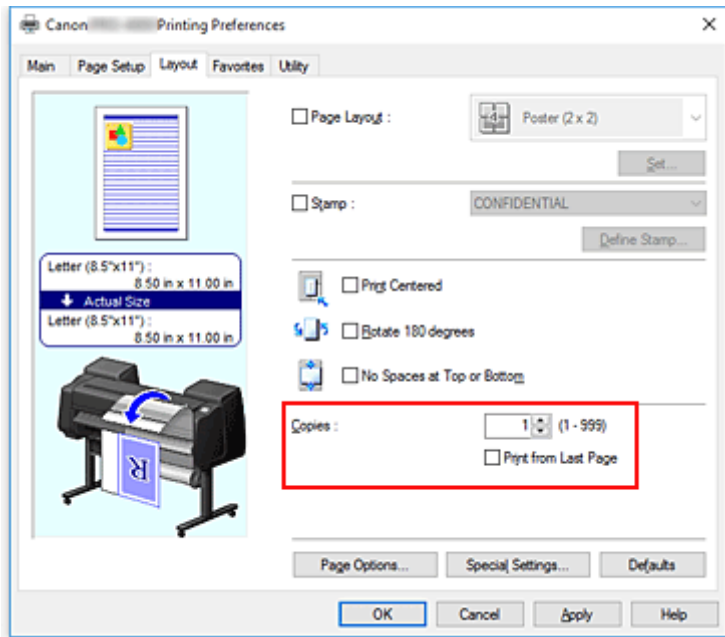 Canon Printing Preferences
Main Page Setup Layout Favorites Utility
Page Layout : Poster (2 x 2)
Set...
Stamp : CONFIDENTIAL
Define Stamp...
Letter (8.5"x11") :
8.50 in x 11.00 in
Actual Size
Letter (8.5"x11") :
8.50 in x 11.00 in
Print Centered
Rotate 180 degrees
No Spaces at Top or Bottom
Copies : 1 (1 - 999)
Print from Last Page
R
Page Options... Special Settings... Defaults
OK Cancel Apply Help